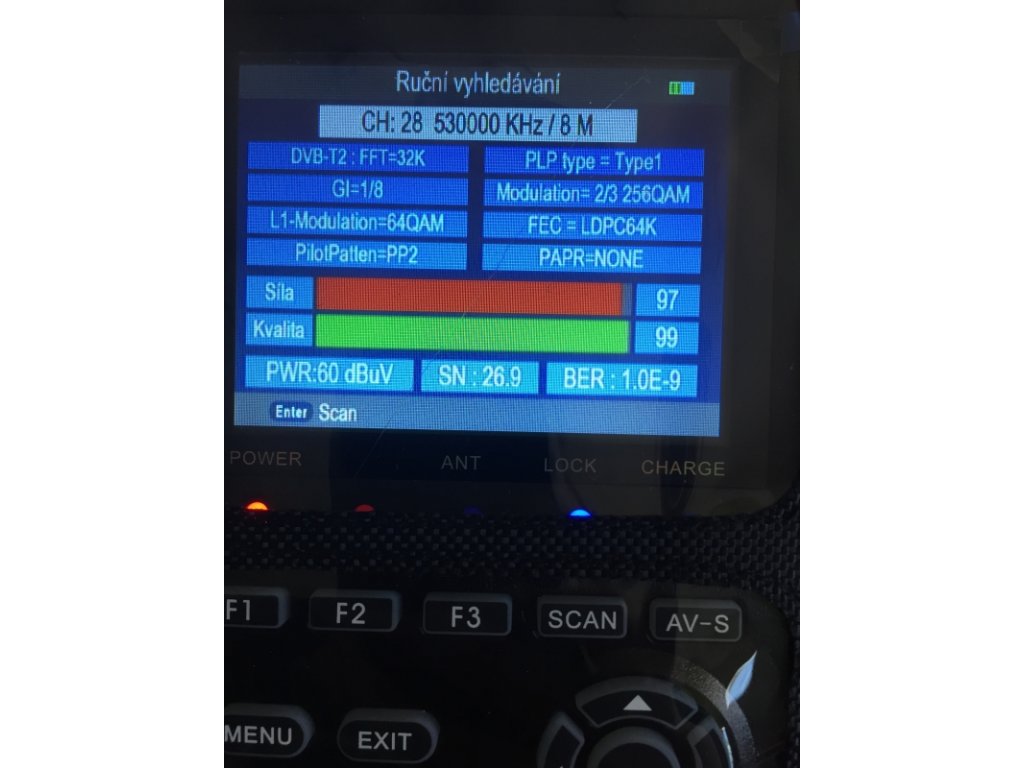 Ruční vyhledávání
CH: 28 530000 KHz / 8 M
DVB-T2 : FFT=32K PLP type = Type1
GI=1/8 Modulation= 2/3 256QAM
L1-Modulation=64QAM FEC = LDPC64K
PilotPatten=PP2 PAPR=NONE
Síla 97
Kvalita 99
PWR:60 dBuV SN : 26.9 BER : 1.0E-9
Enter Scan
POWER ANT LOCK CHARGE
F1 F2 F3 SCAN AV-S
MENU EXIT